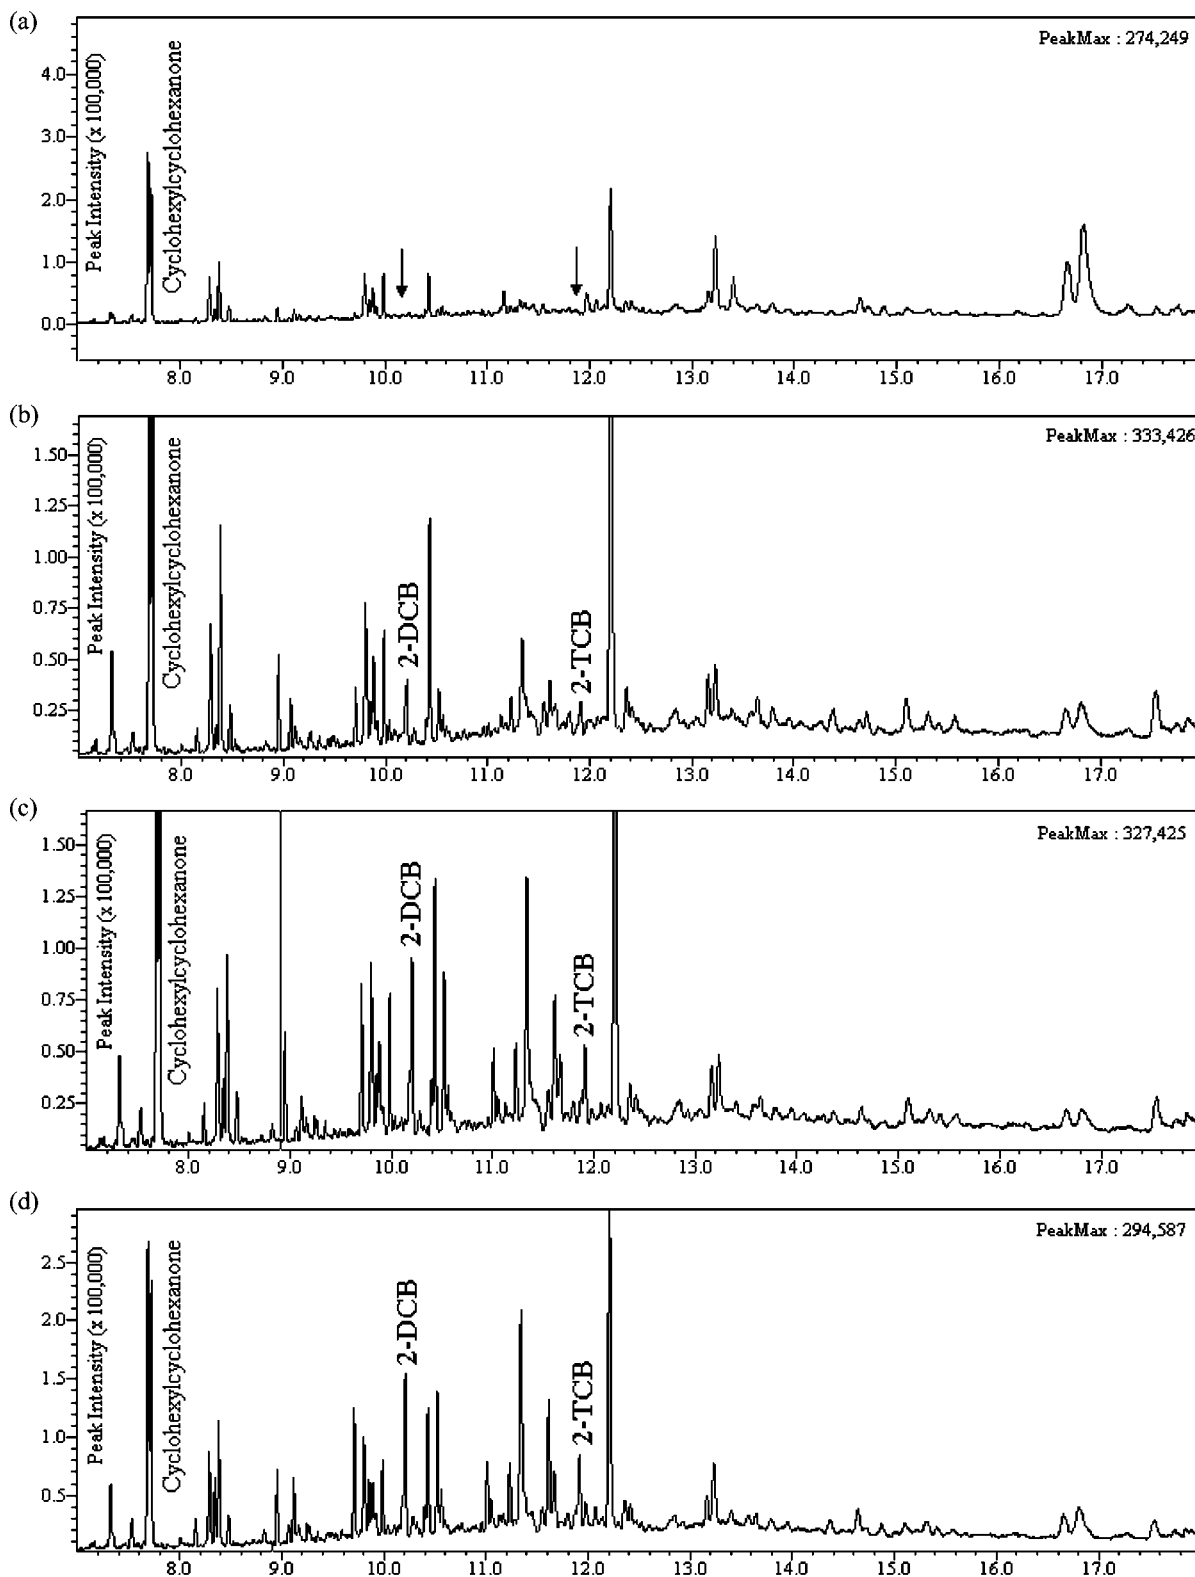 (a)
PeakMax : 274,249
Peak Intensity (x 100,000)
Cyclohexylcyclohexanone
4.0
3.0
2.0
1.0
0.0
8.0 9.0 10.0 11.0 12.0 13.0 14.0 15.0 16.0 17.0
(b)
PeakMax : 333,426
Peak Intensity (x 100,000)
Cyclohexylcyclohexanone
2-DCB
2-TCB
1.50
1.25
1.00
0.75
0.50
0.25
8.0 9.0 10.0 11.0 12.0 13.0 14.0 15.0 16.0 17.0
(c)
PeakMax : 327,425
Peak Intensity (x 100,000)
Cyclohexylcyclohexanone
2-DCB
2-TCB
1.50
1.25
1.00
0.75
0.50
0.25
8.0 9.0 10.0 11.0 12.0 13.0 14.0 15.0 16.0 17.0
(d)
PeakMax : 294,587
Peak Intensity (x 100,000)
Cyclohexylcyclohexanone
2-DCB
2-TCB
2.5
2.0
1.5
1.0
0.5
8.0 9.0 10.0 11.0 12.0 13.0 14.0 15.0 16.0 17.0